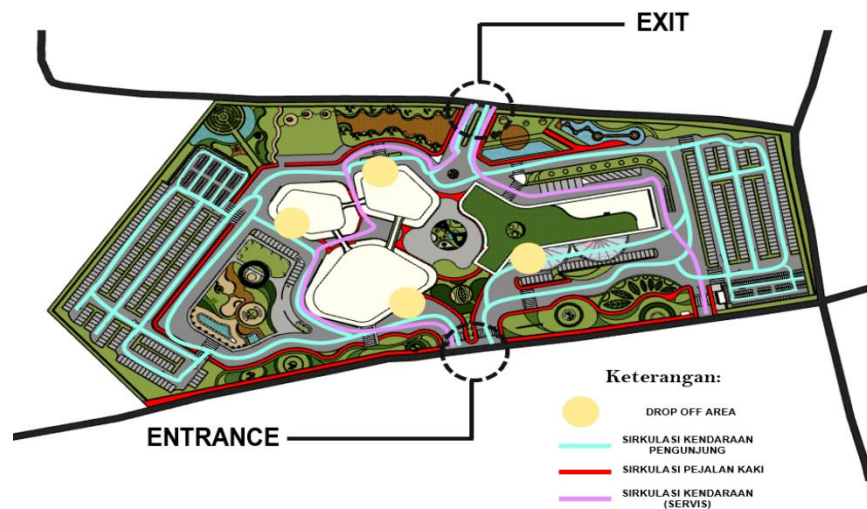 EXIT
ENTRANCE
Keterangan:
DROP OFF AREA
SIRKULASI KENDARAAN
PENGUNJUNG
SIRKULASI PEJALAN KAKI
SIRKULASI KENDARAAN
(SERVIS)